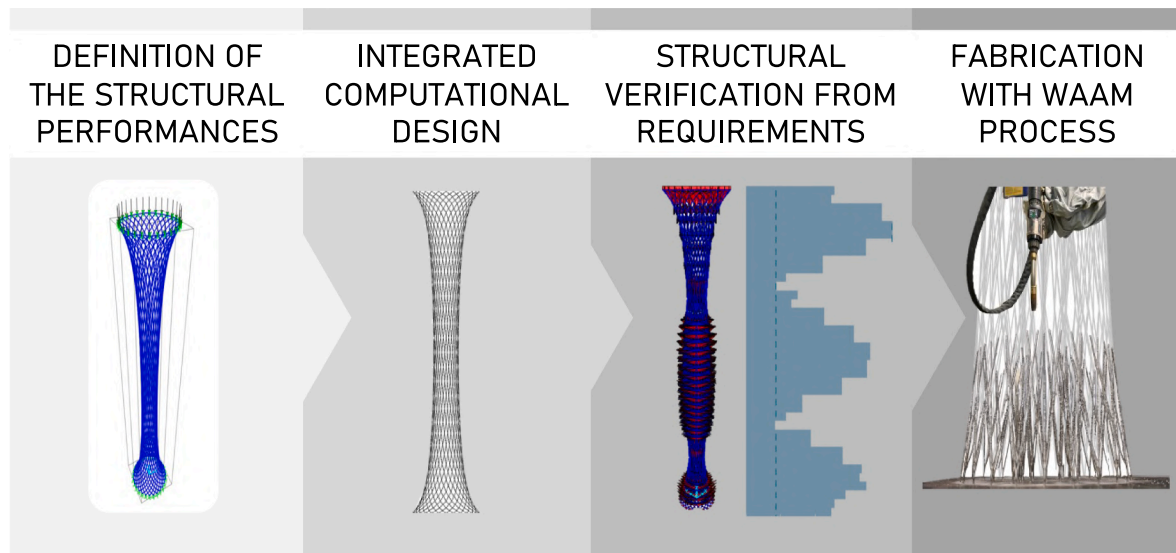 DEFINITION OF
THE STRUCTURAL
PERFORMANCES
INTEGRATED
COMPUTATIONAL
DESIGN
STRUCTURAL
VERIFICATION FROM
REQUIREMENTS
FABRICATION
WITH WAAM
PROCESS